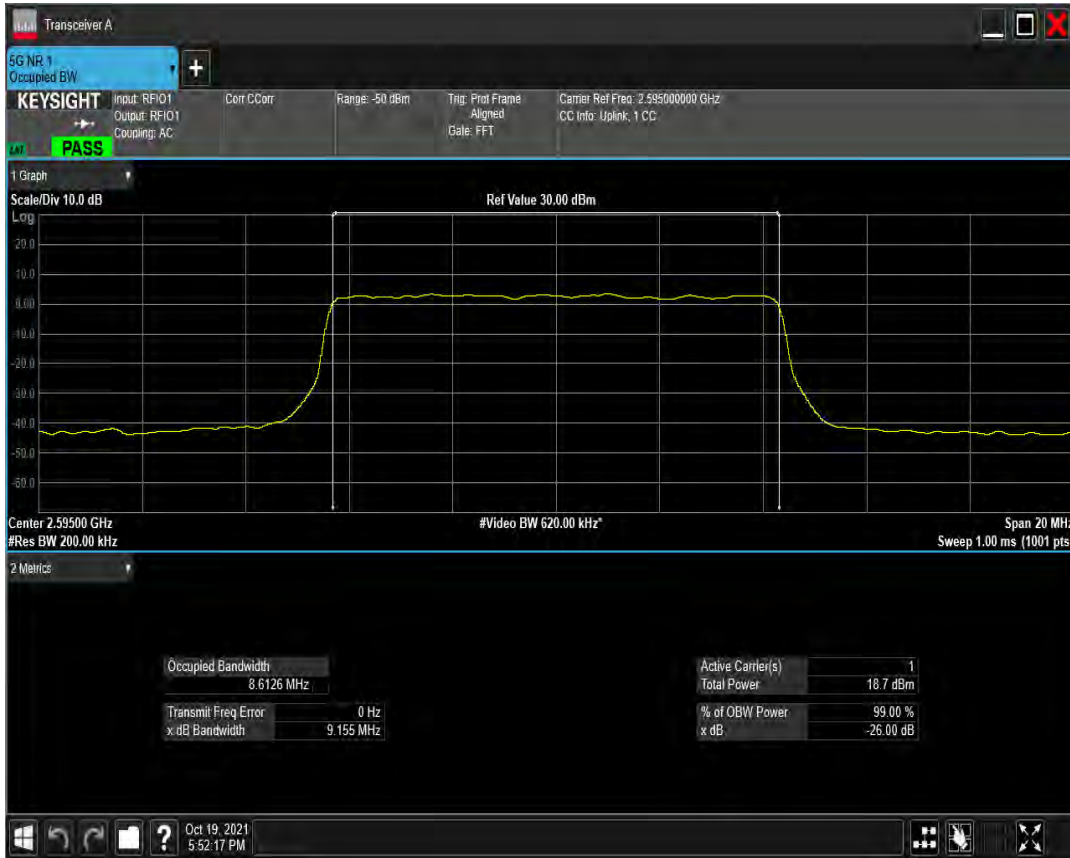 Transceiver A
5G NR 1
Occupied BW
+
KEYSIGHT
Input: RFIO1
Output: RFIO1
Coupling: AC
PASS
Corr CCorr
Range: -50 dBm
Trig: Prot Frame
Aligned
Gate: FFT
Carrier Ref Freq: 2.595000000 GHz
CC Info: Uplink, 1 CC
1 Graph
Scale/Div 10.0 dB
Ref Value 30.00 dBm
Log
20.0
10.0
0.00
-10.0
-20.0
-30.0
-40.0
-50.0
-60.0
Center 2.59500 GHz
#Video BW 620.00 kHz*
Span 20 MHz
#Res BW 200.00 kHz
Sweep 1.00 ms (1001 pts
2 Metrics
Occupied Bandwidth
8.6126 MHz
Transmit Freq Error 0 Hz
x dB Bandwidth 9.155 MHz
Active Carrier(s) 1
Total Power 18.7 dBm
% of OBW Power 99.00 %
x dB -26.00 dB
?
Oct 19, 2021
5:52:17 PM